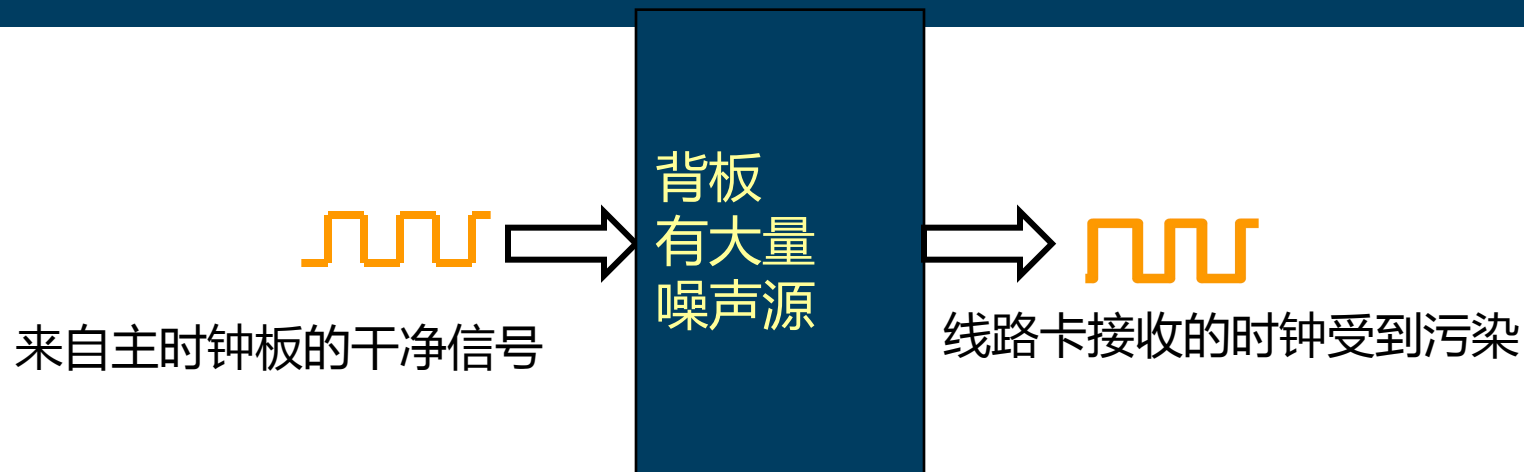 背板
有大量
噪声源
来自主时钟板的干净信号
线路卡接收的时钟受到污染